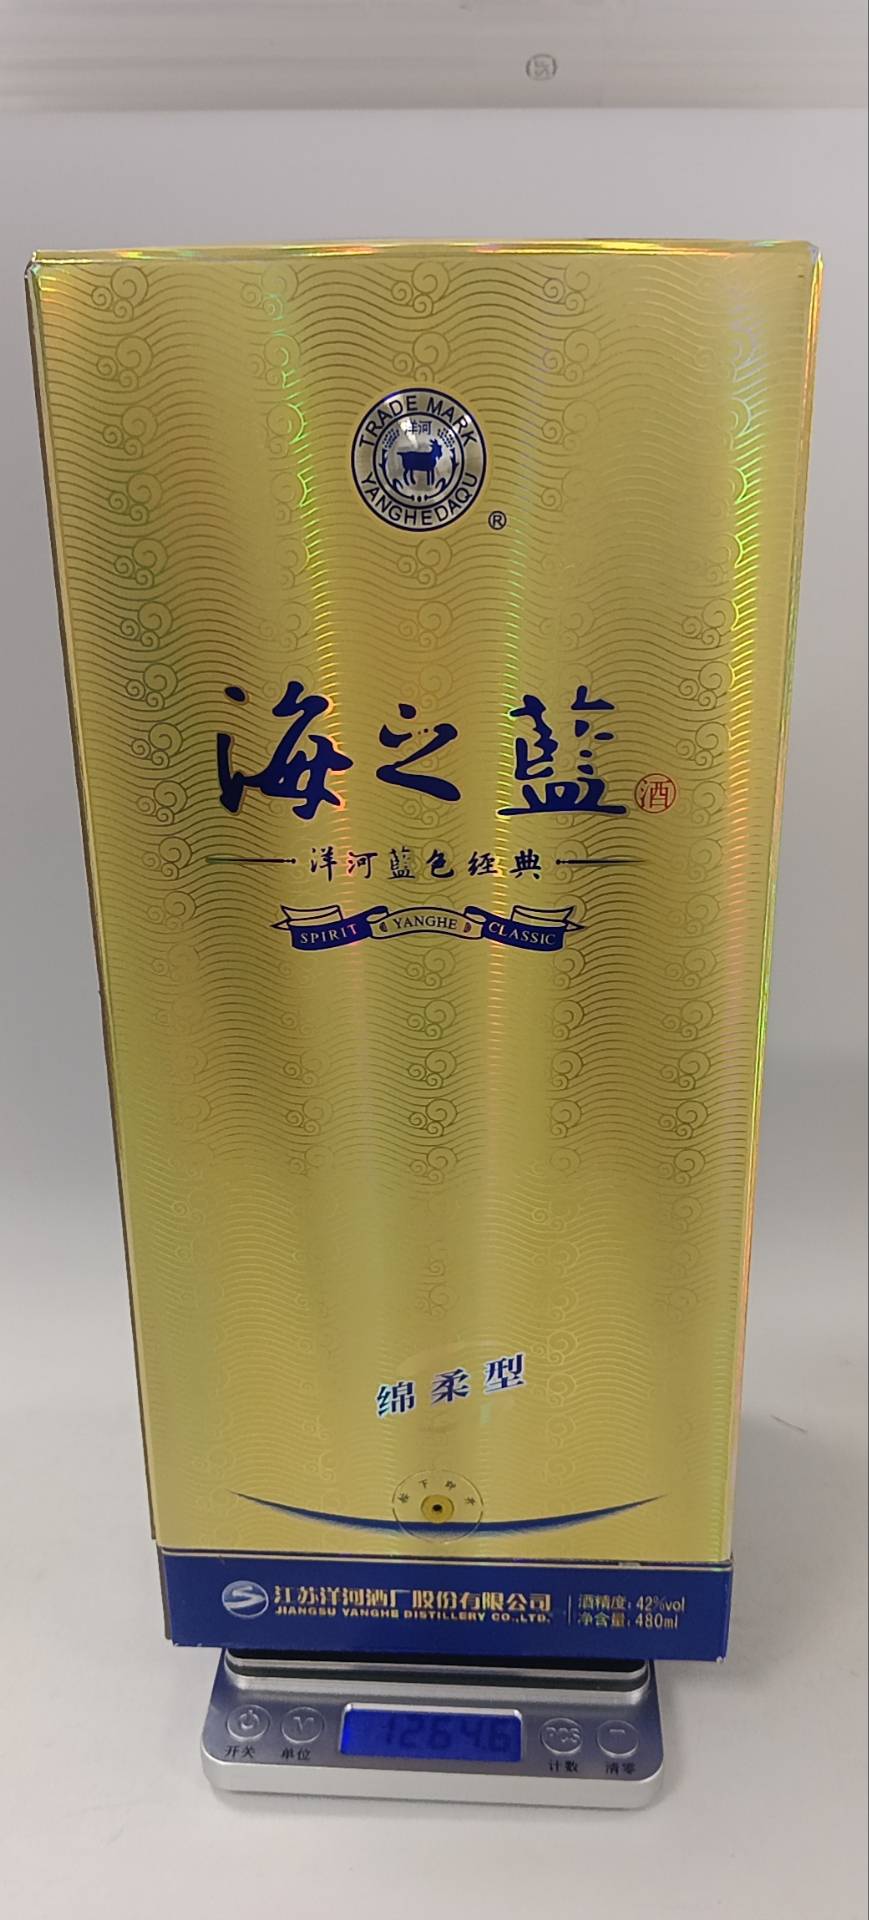 TRADE MARK
洋河
YANGHEDAQU
®
海之藍
酒
洋河藍色经典
SPIRIT YANGHE CLASSIC
绵柔型
江苏洋河酒厂股份有限公司
JIANGSU YANGHE DISTILLERY CO.,LTD.
酒精度: 42%vol
净含量: 480ml
1264.6
PCS
开关 单位 计数 清零